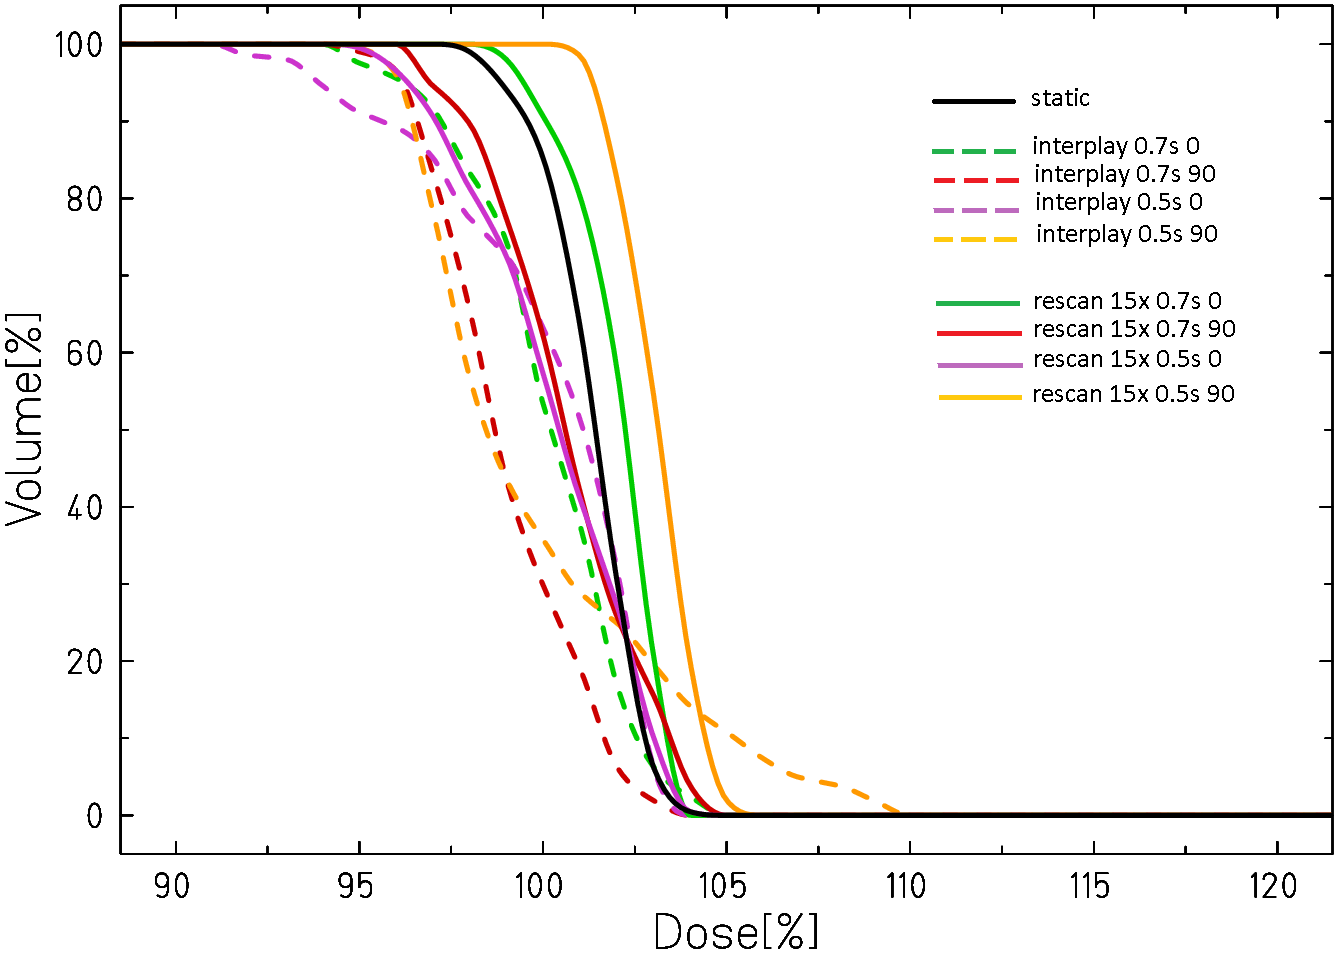 100
80
60
40
20
0
Volume[%]
static
interplay 0.7s 0
interplay 0.7s 90
interplay 0.5s 0
interplay 0.5s 90
rescan 15x 0.7s 0
rescan 15x 0.7s 90
rescan 15x 0.5s 0
rescan 15x 0.5s 90
90 95 100 105 110 115 120
Dose[%]